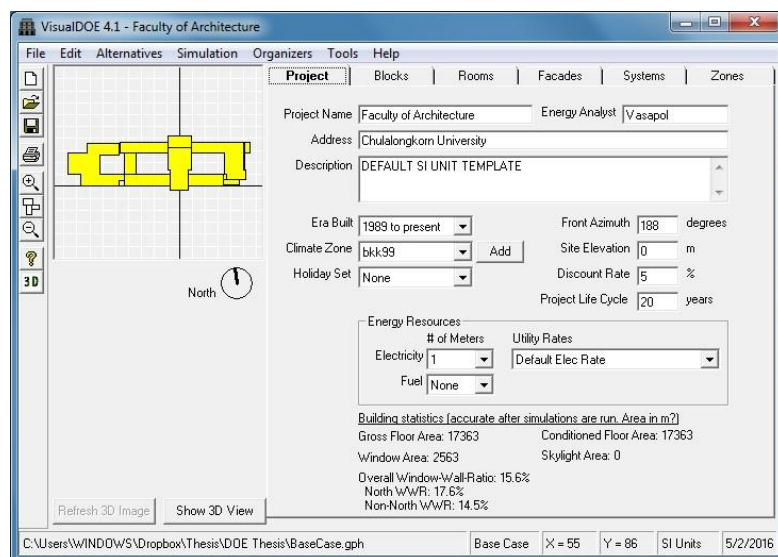 VisualDOE 4.1 - Faculty of Architecture
File Edit Alternatives Simulation Organizers Tools Help
Project Blocks Rooms Facades Systems Zones
Project Name Faculty of Architecture Energy Analyst Vasapol
Address Chulalongkorn University
Description DEFAULT SI UNIT TEMPLATE
Era Built 1989 to present Front Azimuth 188 degrees
Climate Zone bkk99 Add Site Elevation 0 m
Holiday Set None Discount Rate 5 %
Project Life Cycle 20 years
North
3D
Energy Resources
# of Meters Utility Rates
Electricity 1 Default Elec Rate
Fuel None
Building statistics (accurate after simulations are run. Area in m?)
Gross Floor Area: 17363 Conditioned Floor Area: 17363
Window Area: 2563 Skylight Area: 0
Overall Window-Wall-Ratio: 15.6%
North WWR: 17.6%
Non-North WWR: 14.5%
Refresh 3D Image Show 3D View
C:\Users\WINDOWS\Dropbox\Thesis\DOE Thesis\BaseCase.gph Base Case X = 55 Y = 86 SI Units 5/2/2016